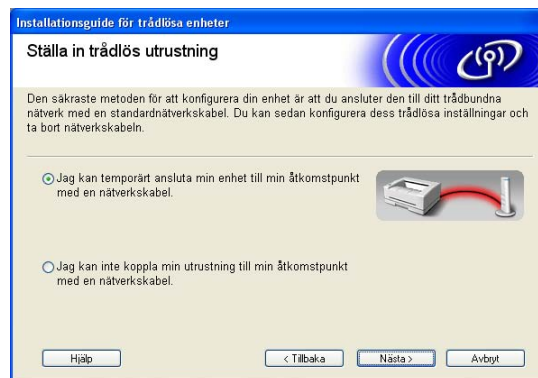 Installationsguide för trådlösa enheter
Ställa in trådlös utrustning
Den säkraste metoden för att konfigurera din enhet är att du ansluter den till ditt trådbundna
nätverk med en standardnätverkskabel. Du kan sedan konfigurera dess trådlösa inställningar och
ta bort nätverkskabeln.
Jag kan temporärt ansluta min enhet till min åtkomstpunkt
med en nätverkskabel.
Jag kan inte koppla min utrustning till min åtkomstpunkt
med en nätverkskabel.
Hjälp
< Tillbaka
Nästa >
Avbryt